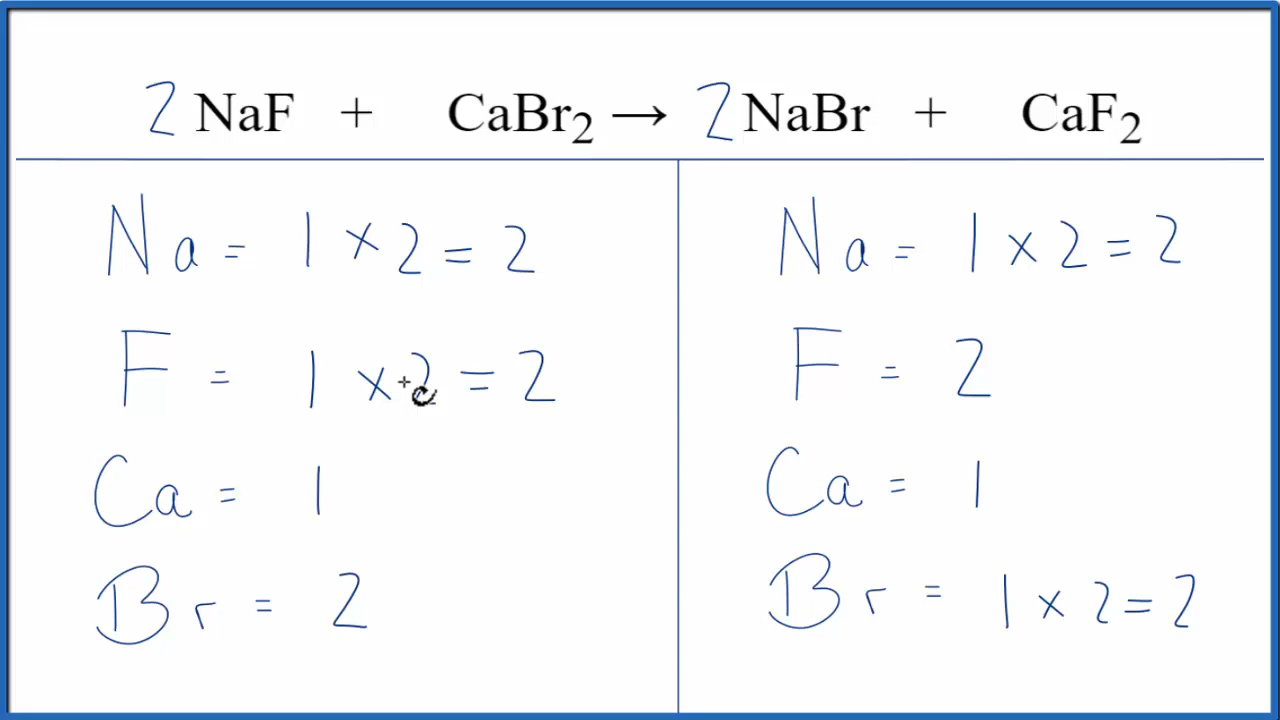 2 NaF + CaBr₂ → 2 NaBr + CaF₂
Na = 1 x 2 = 2
F = 1 x 2 = 2
Ca = 1
Br = 2
Na = 1 x 2 = 2
F = 2
Ca = 1
Br = 1 x 2 = 2